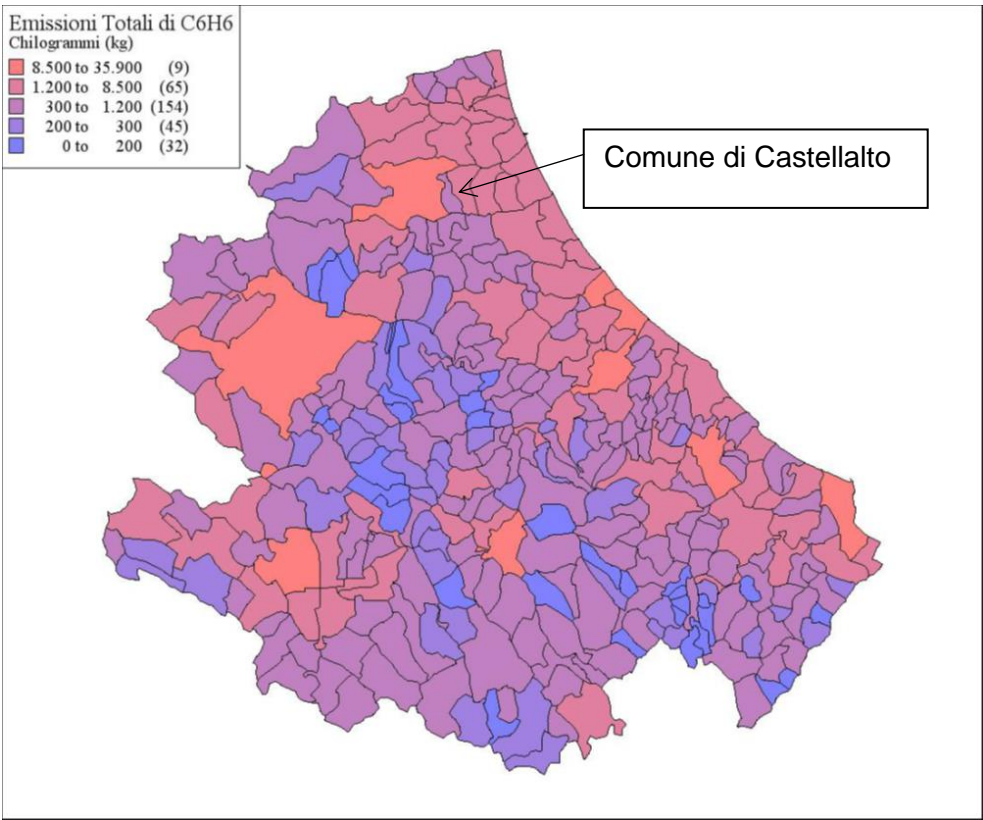 Emissioni Totali di C6H6
Chilogrammi (kg)
8.500 to 35.900 (9)
1.200 to 8.500 (65)
300 to 1.200 (154)
200 to 300 (45)
0 to 200 (32)
Comune di Castellalto